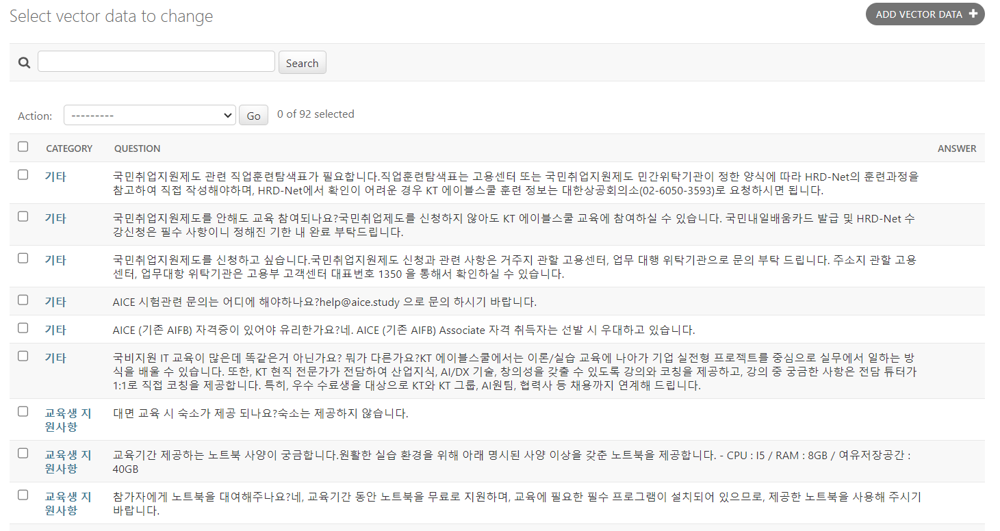 Select vector data to change
ADD VECTOR DATA +
Search
Action:
---------
Go
0 of 92 selected
CATEGORY QUESTION ANSWER
기타
국민취업지원제도 관련 직업훈련탐색표가 필요합니다.직업훈련탐색표는 고용센터 또는 국민취업지원제도 민간위탁기관이 정한 양식에 따라 HRD-Net의 훈련과정을
참고하여 직접 작성해야하며, HRD-Net에서 확인이 어려운 경우 KT 에이블스쿨 훈련 정보는 대한상공회의소(02-6050-3593)로 요청하시면 됩니다.
기타
국민취업지원제도를 안해도 교육 참여되나요?국민취업제도를 신청하지 않아도 KT 에이블스쿨 교육에 참여하실 수 있습니다. 국민내일배움카드 발급 및 HRD-Net 수
강신청은 필수 사항이니 정해진 기한 내 완료 부탁드립니다.
기타
국민취업지원제도를 신청하고 싶습니다.국민취업지원제도 신청과 관련 사항은 거주지 관할 고용센터, 업무 대행 위탁기관으로 문의 부탁 드립니다. 주소지 관할 고용
센터, 업무대항 위탁기관은 고용부 고객센터 대표번호 1350 을 통해서 확인하실 수 있습니다.
기타
AICE 시험관련 문의는 어디에 해야하나요?help@aice.study 으로 문의 하시기 바랍니다.
기타
AICE (기존 AIFB) 자격증이 있어야 유리한가요?네. AICE (기존 AIFB) Associate 자격 취득자는 선발 시 우대하고 있습니다.
기타
국비지원 IT 교육이 많은데 똑같은거 아닌가요? 뭐가 다른가요?KT 에이블스쿨에서는 이론/실습 교육에 나아가 기업 실전형 프로젝트를 중심으로 실무에서 일하는 방
식을 배울 수 있습니다. 또한, KT 현직 전문가가 전담하여 산업지식, AI/DX 기술, 창의성을 갖출 수 있도록 강의와 코칭을 제공하고, 강의 중 궁금한 사항은 전담 튜터가
1:1로 직접 코칭을 제공합니다. 특히, 우수 수료생을 대상으로 KT와 KT 그룹, AI원팀, 협력사 등 채용까지 연계해 드립니다.
교육생 지
원사항
대면 교육 시 숙소가 제공 되나요?숙소는 제공하지 않습니다.
교육생 지
원사항
교육기간 제공하는 노트북 사양이 궁금합니다.원활한 실습 환경을 위해 아래 명시된 사양 이상을 갖춘 노트북을 제공합니다. - CPU : I5 / RAM : 8GB / 여유저장공간 :
40GB
교육생 지
원사항
참가자에게 노트북을 대여해주나요?네, 교육기간 동안 노트북을 무료로 지원하며, 교육에 필요한 필수 프로그램이 설치되어 있으므로, 제공한 노트북을 사용해 주시기
바랍니다.